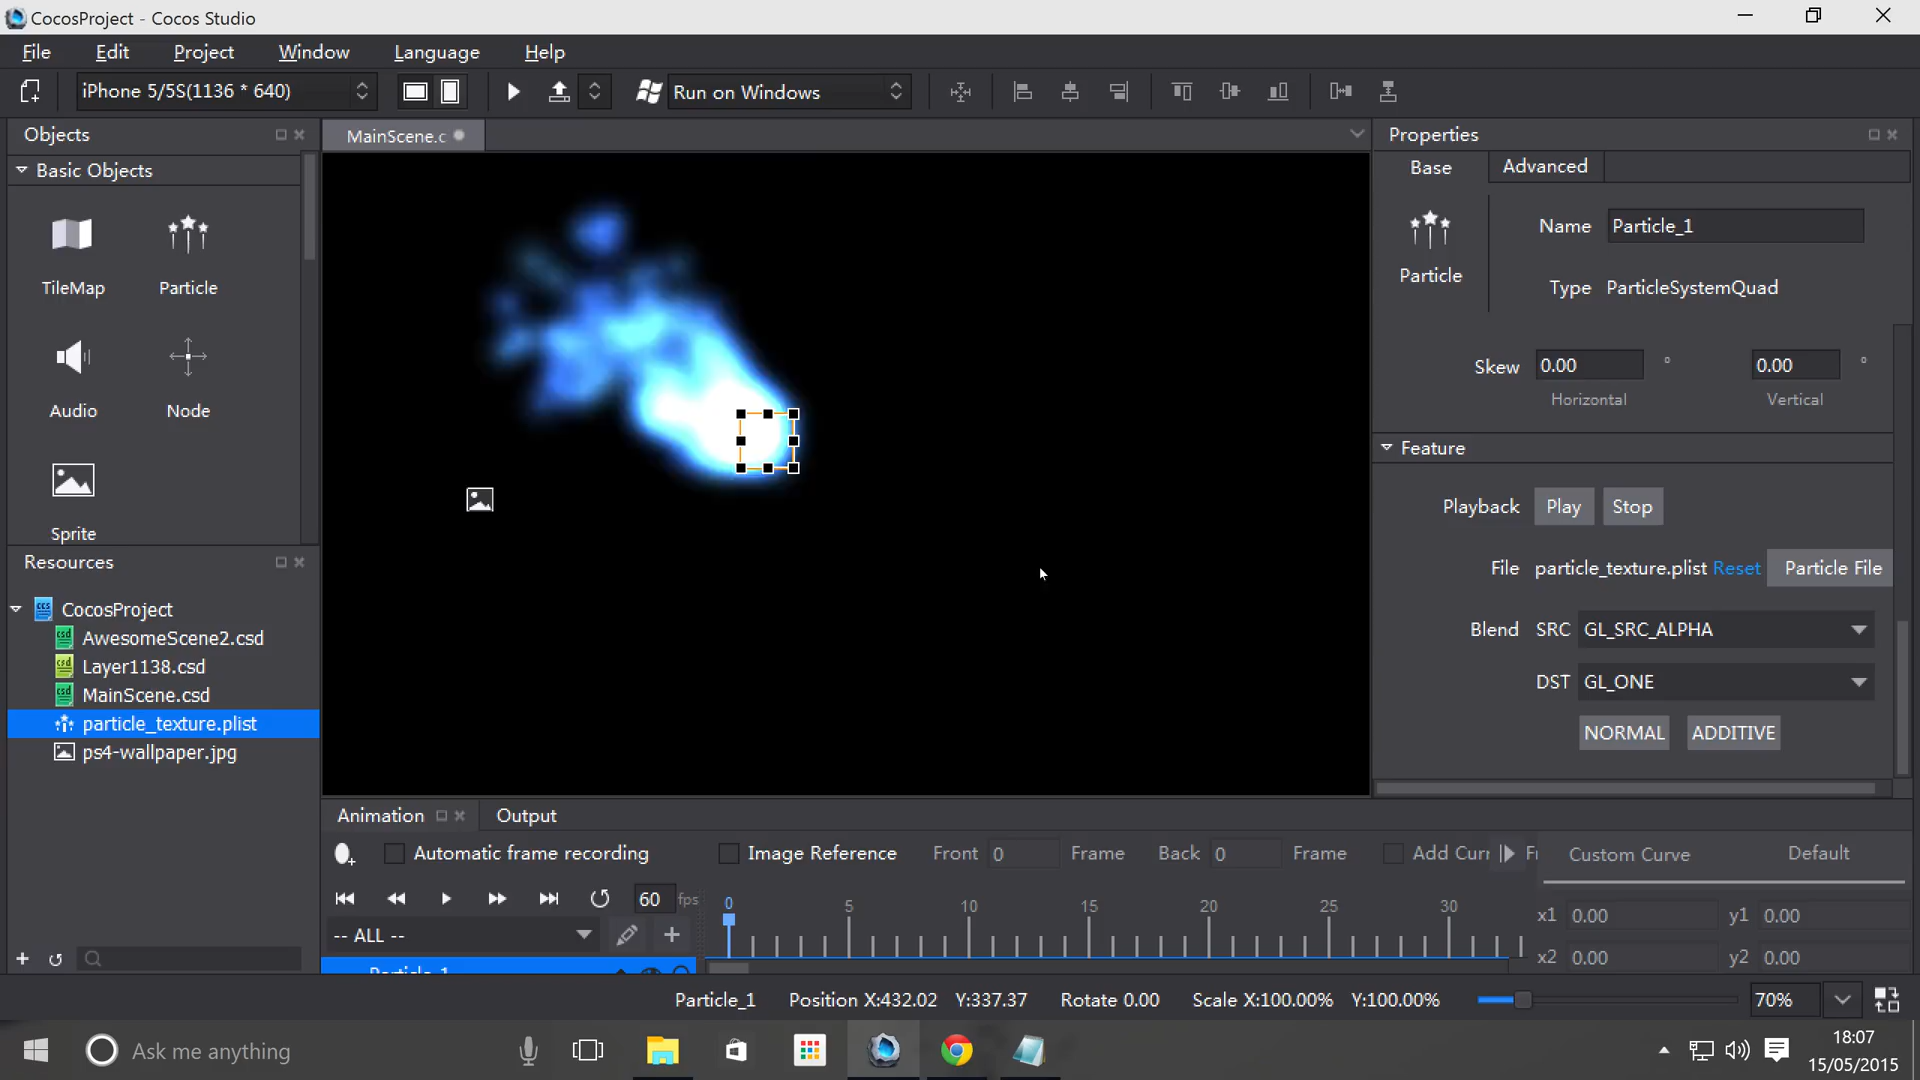 CocosProject - Cocos Studio
File Edit Project Window Language Help
iPhone 5/5S(1136 * 640)
Run on Windows
Objects
Basic Objects
TileMap Particle
Audio Node
Sprite
Resources
CocosProject
AwesomeScene2.csd
Layer1138.csd
MainScene.csd
particle_texture.plist
ps4-wallpaper.jpg
MainScene.c
Properties
Base Advanced
Particle
Name Particle_1
Type ParticleSystemQuad
Skew 0.00 ° 0.00 °
Horizontal Vertical
Feature
Playback Play Stop
File particle_texture.plist Reset Particle File
Blend SRC GL_SRC_ALPHA
DST GL_ONE
NORMAL ADDITIVE
Animation Output
Automatic frame recording Image Reference Front 0 Frame Back 0 Frame Add Curr Custom Curve Default
60 fps
0 5 10 15 20 25 30
-- ALL --
Particle_1
x1 0.00 y1 0.00
x2 0.00 y2 0.00
Particle_1 Position X:432.02 Y:337.37 Rotate 0.00 Scale X:100.00% Y:100.00% 70%
Ask me anything
18:07
15/05/2015